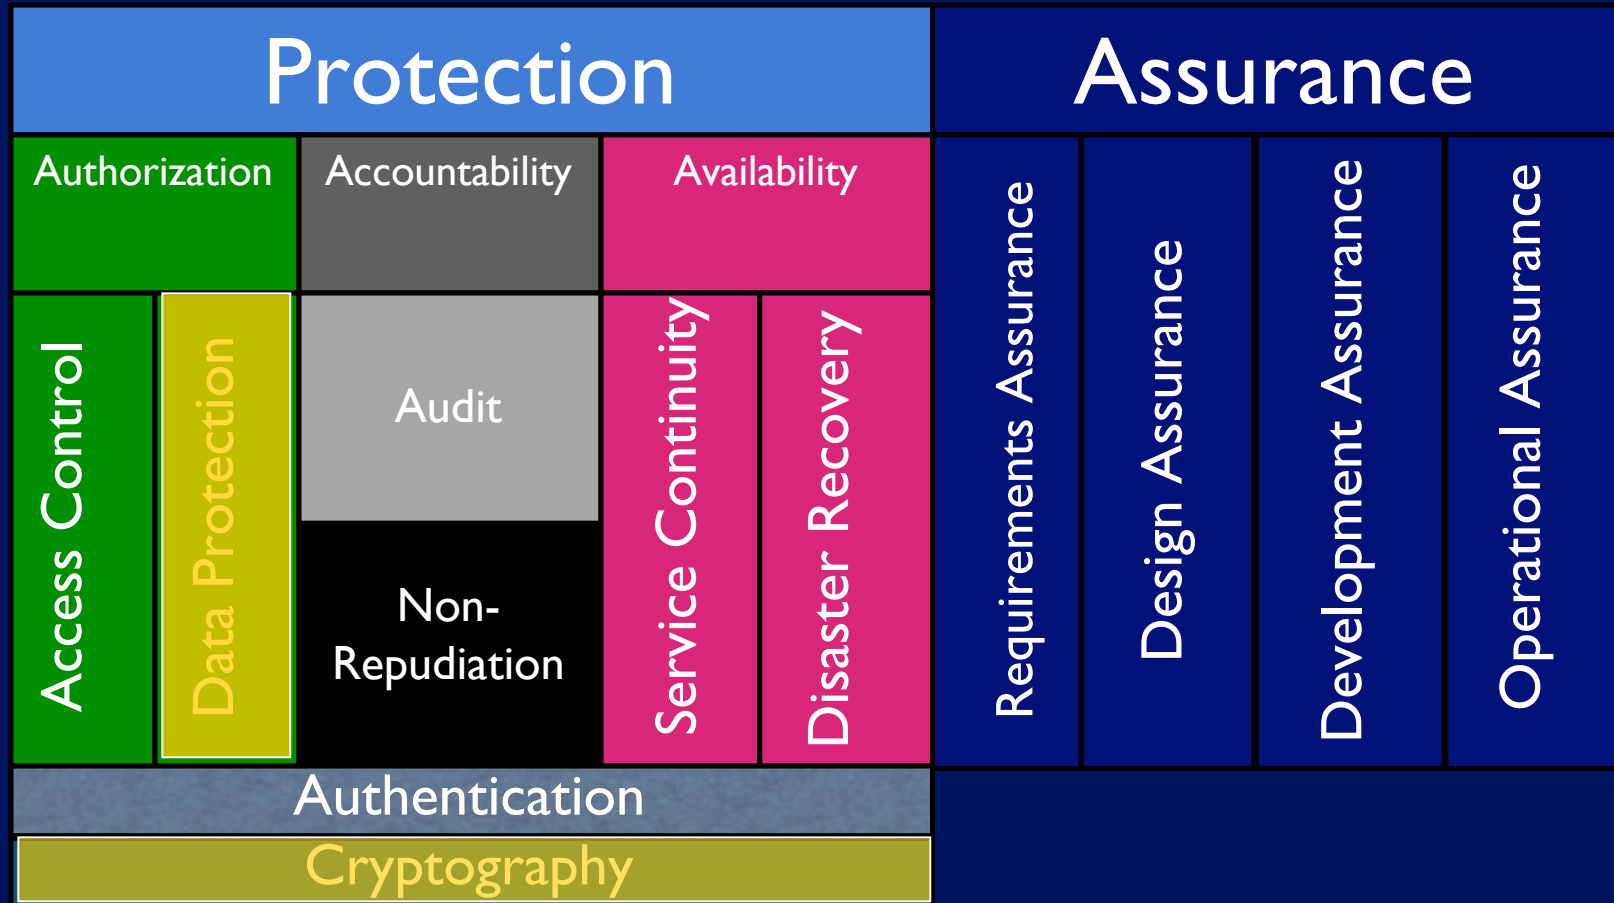 Protection
Assurance
Authorization
Accountability
Availability
Access Control
Data Protection
Audit
Non-
Repudiation
Service Continuity
Disaster Recovery
Requirements Assurance
Design Assurance
Development Assurance
Operational Assurance
Authentication
Cryptography